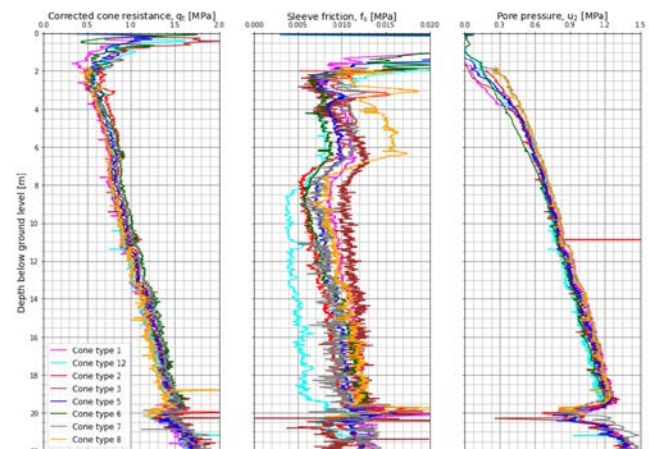 Corrected cone resistance, qt [MPa]
0.0 0.5 1.0 1.5 2.0
Sleeve friction, fs [MPa]
0.000 0.005 0.010 0.015 0.020
Pore pressure, u2 [MPa]
0.0 0.3 0.6 0.9 1.2 1.5
Depth below ground level [m]
0
2
4
6
8
10
12
14
16
18
20
Cone type 1
Cone type 12
Cone type 2
Cone type 3
Cone type 5
Cone type 6
Cone type 7
Cone type 8